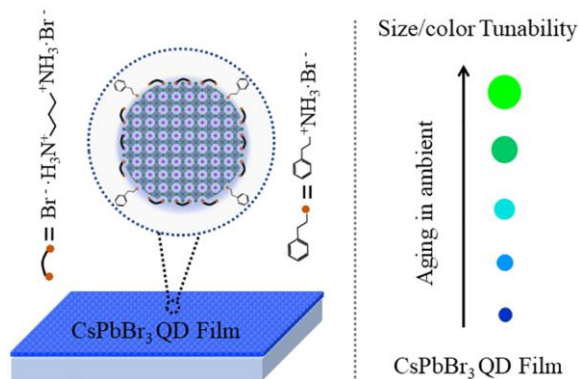 = Br⁻ · H₃N⁺ ⁺NH₃·Br⁻
= ⁺NH₃·Br⁻
CsPbBr₃ QD Film
Size/color Tunability
Aging in ambient
CsPbBr₃ QD Film